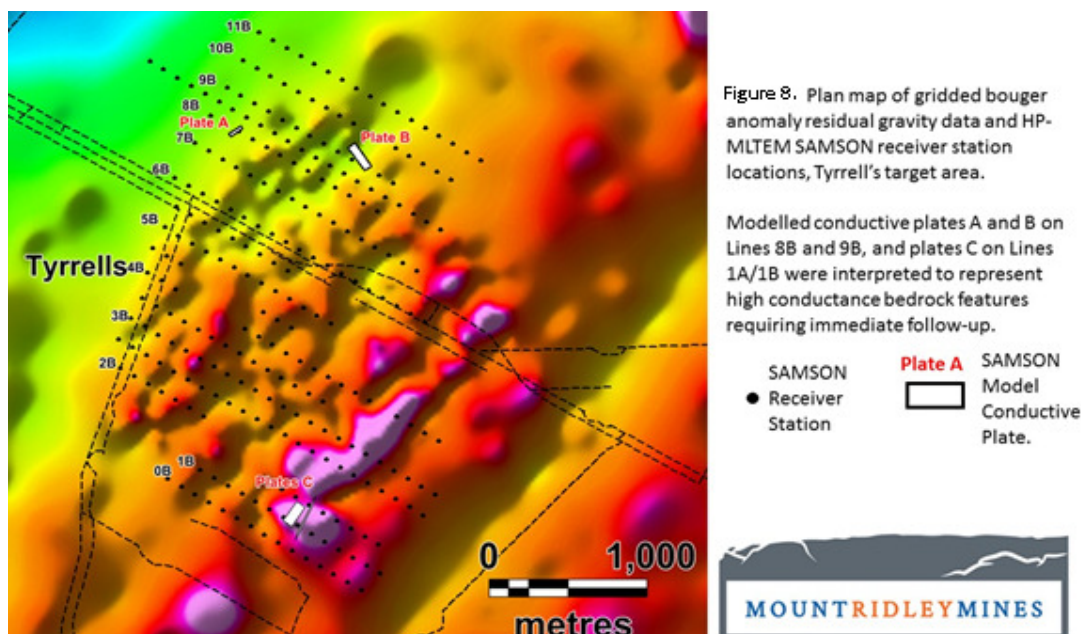 11B
10B
9B
8B
Plate A
7B
Plate B
6B
5B
Tyrrells
4B
3B
2B
1B
0B
Plates C
0 1,000
metres
Figure 8. Plan map of gridded bouger
anomaly residual gravity data and HP-
MLTEM SAMSON receiver station
locations, Tyrrell's target area.
Modelled conductive plates A and B on
Lines 8B and 9B, and plates C on Lines
1A/1B were interpreted to represent
high conductance bedrock features
requiring immediate follow-up.
SAMSON
Receiver
Station
Plate A
SAMSON
Model
Conductive
Plate.
MOUNTRIDLEYMINES